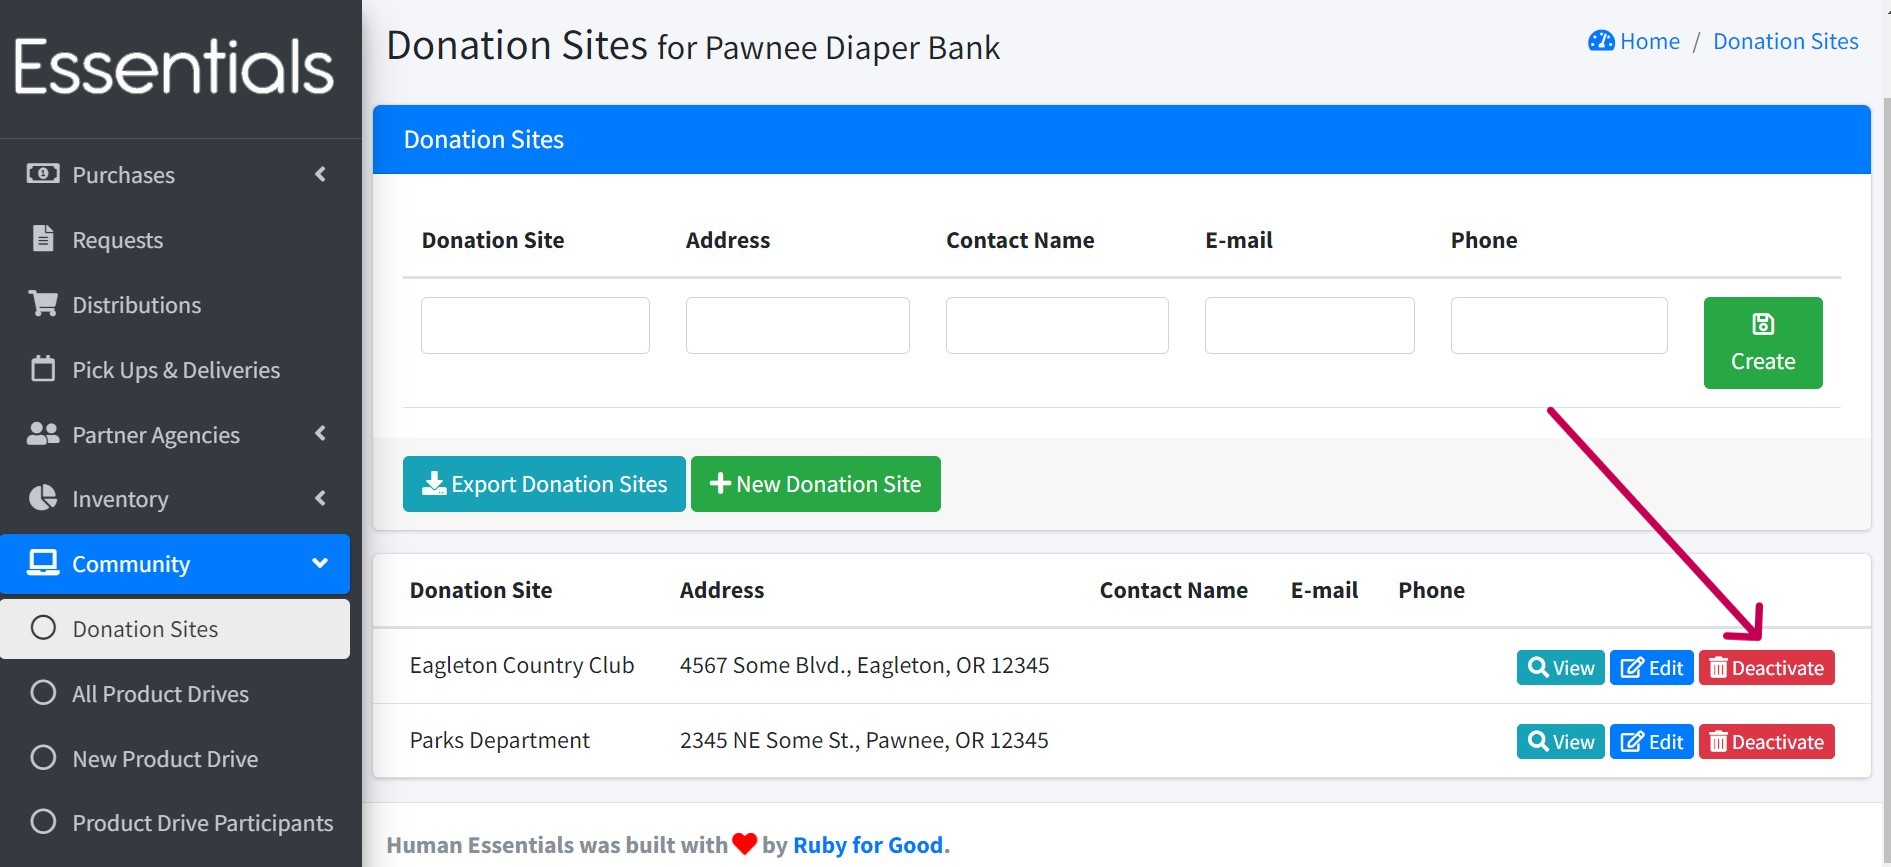 Essentials
Purchases
Requests
Distributions
Pick Ups & Deliveries
Partner Agencies
Inventory
Community
Donation Sites
All Product Drives
New Product Drive
Product Drive Participants
Donation Sites for Pawnee Diaper Bank
Home / Donation Sites
Donation Sites
Donation Site Address Contact Name E-mail Phone
Create
Export Donation Sites New Donation Site
Donation Site Address Contact Name E-mail Phone
Eagleton Country Club 4567 Some Blvd., Eagleton, OR 12345 View Edit Deactivate
Parks Department 2345 NE Some St., Pawnee, OR 12345 View Edit Deactivate
Human Essentials was built with ❤ by Ruby for Good.